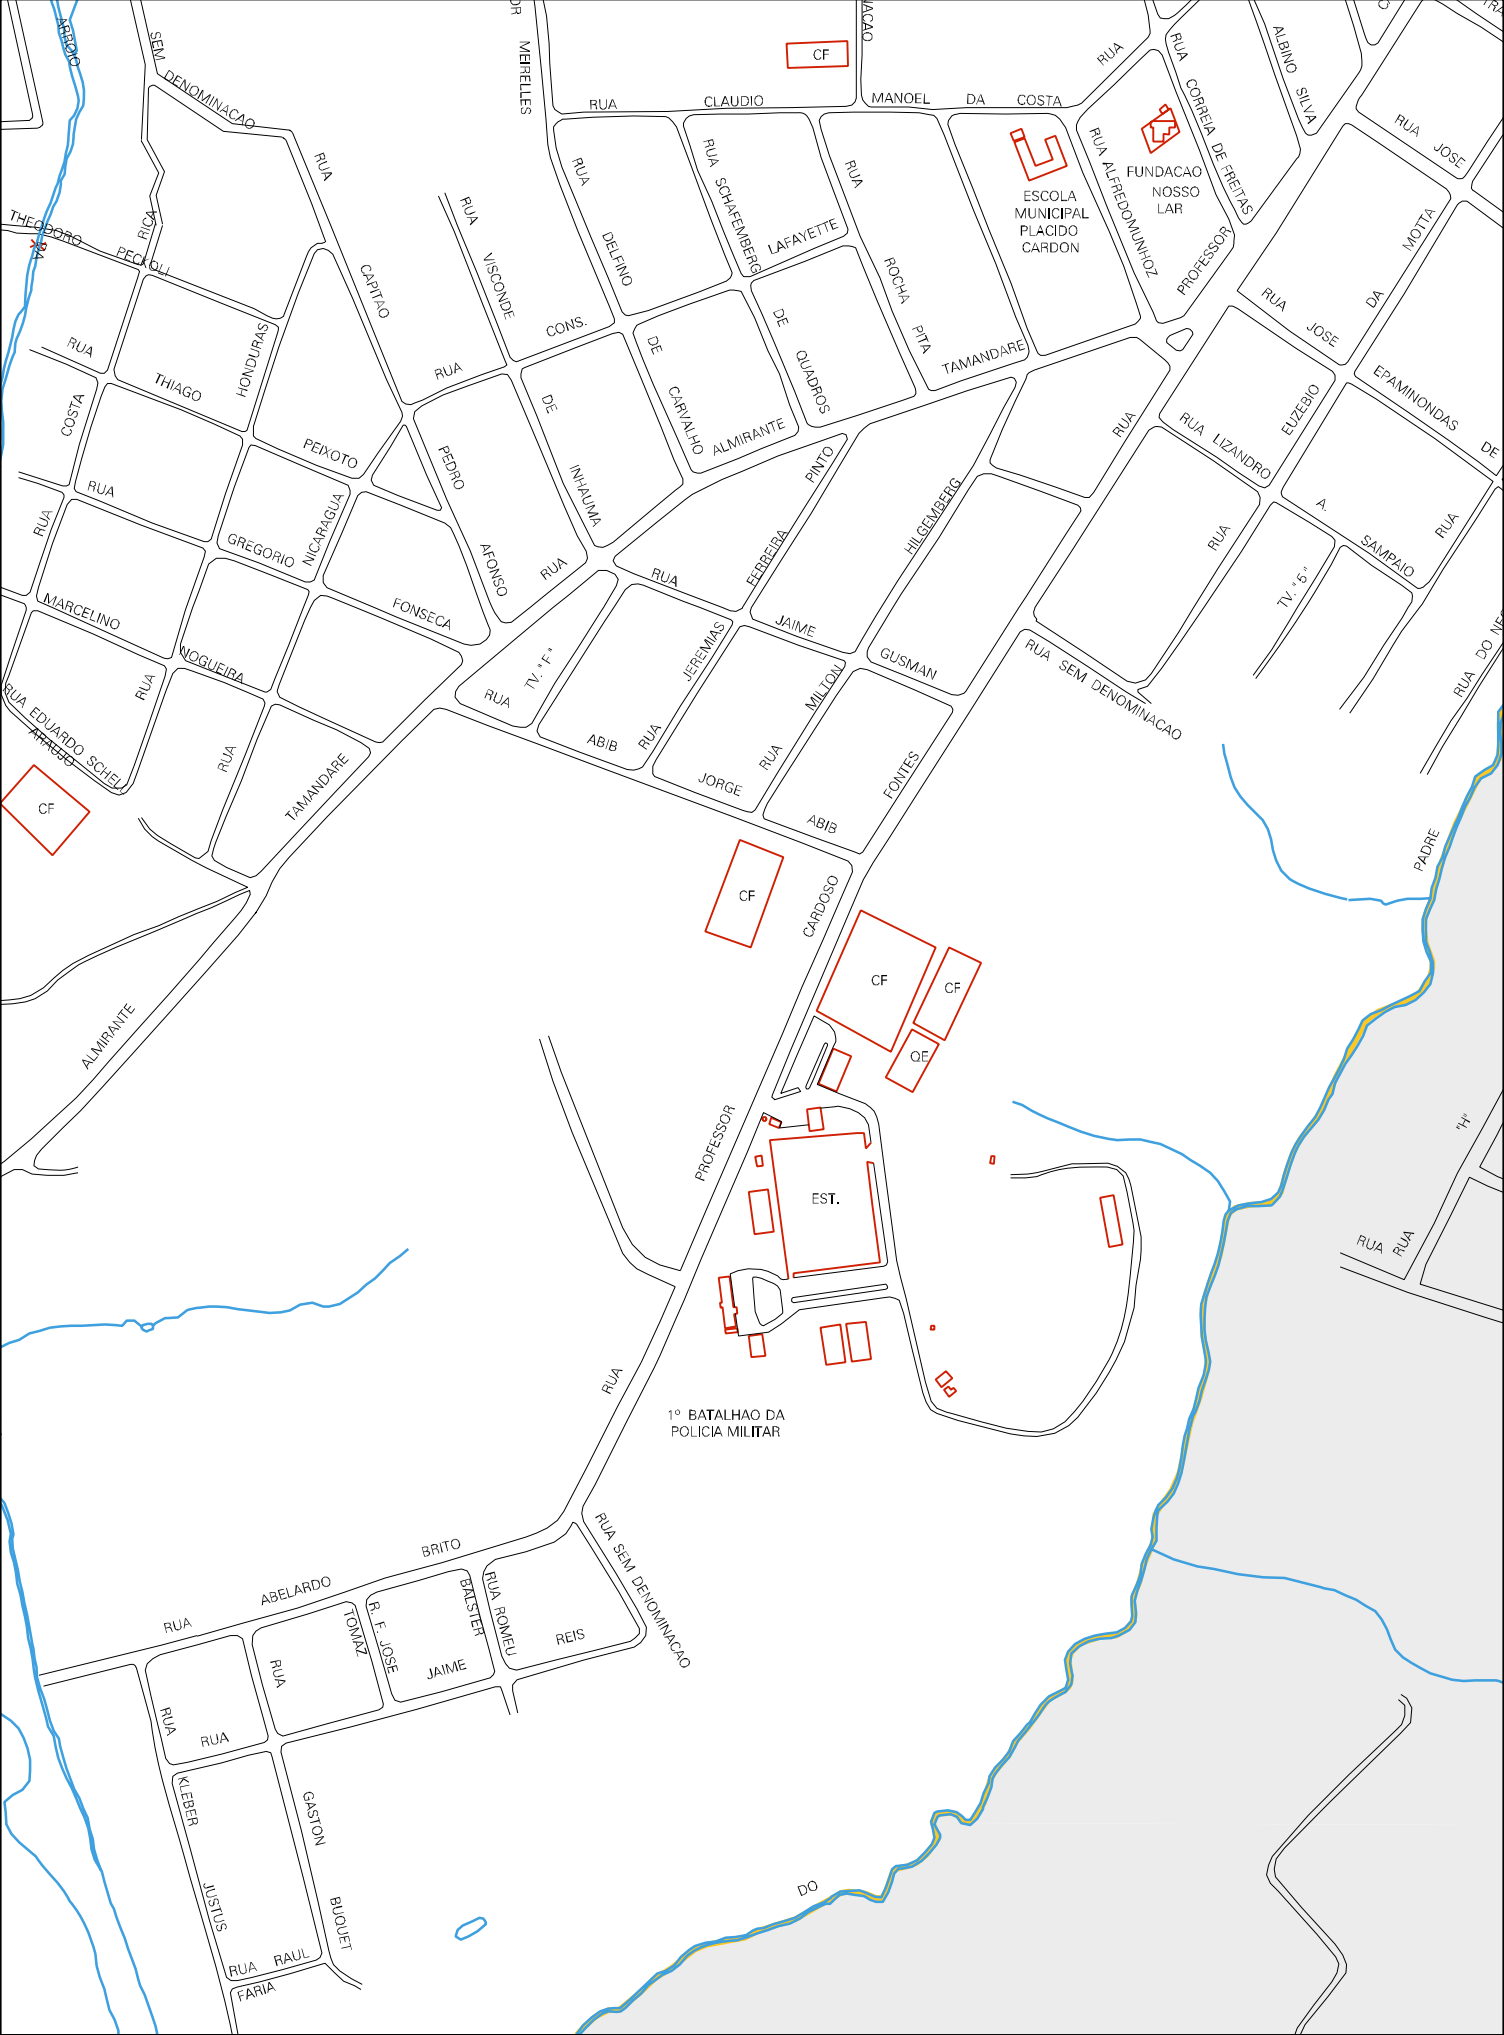 ARROIO
SEM DENOMINACAO
OR
MEIRELLES
CF
NACAO
RUA CLAUDIO MANOEL DA COSTA
RUA
RUA CORREIA DE FREITAS
ALBINO SILVA
RUA JOSE
RUA
RUA SCHAFEMBERG
RUA
RUA
RUA ALFREDOMUNHOZ
FUNDACAO
NOSSO
LAR
ESCOLA
MUNICIPAL
PLACIDO
CARDON
THEODORO PECKOLI
RICA
DA
RUA VISCONDE
DELFINO
LAFAYETTE
ROCHA PITA
PROFESSOR
MOTTA
DA
CAPITAO
CONS.
DE
DE
RUA JOSE
RUA
THIAGO
HONDURAS
RUA
TAMANDARE
COSTA
PEIXOTO
DE
CARVALHO
QUADROS
ALMIRANTE
RUA
EUZEBIO
EPAMINONDAS DE
RUA LIZANDRO
A. SAMPAIO
PEDRO
INHAUMA
PINTO
RUA
RUA
GREGORIO
NICARAGUA
HILGEMBERG
RUA
RUA
AFONSO
RUA
FERREIRA
RUA JAIME GUSMAN
TV. "5"
MARCELINO
FONSECA
NOGUEIRA
TV. "F"
JEREMIAS
MILTON
RUA SEM DENOMINACAO
RUA DO
RUA EDUARDO SCHEL
ARAUJO
RUA
RUA
RUA ABIB
RUA
JORGE
RUA
ABIB
FONTES
TAMANDARE
CF
PADRE
CF
CARDOSO
CF
CF
QE
ALMIRANTE
PROFESSOR
EST.
"H"
RUA
RUA
RUA
1º BATALHAO DA
POLICIA MILITAR
RUA SEM DENOMINACAO
RUA ABELARDO BRITO
TOMAZ
R. F. JOSE
BALSTER
RUA ROMEU
JAIME REIS
RUA
RUA
RUA
KLEBER
GASTON
JUSTUS
BUQUET
RUA RAUL
FARIA
DO